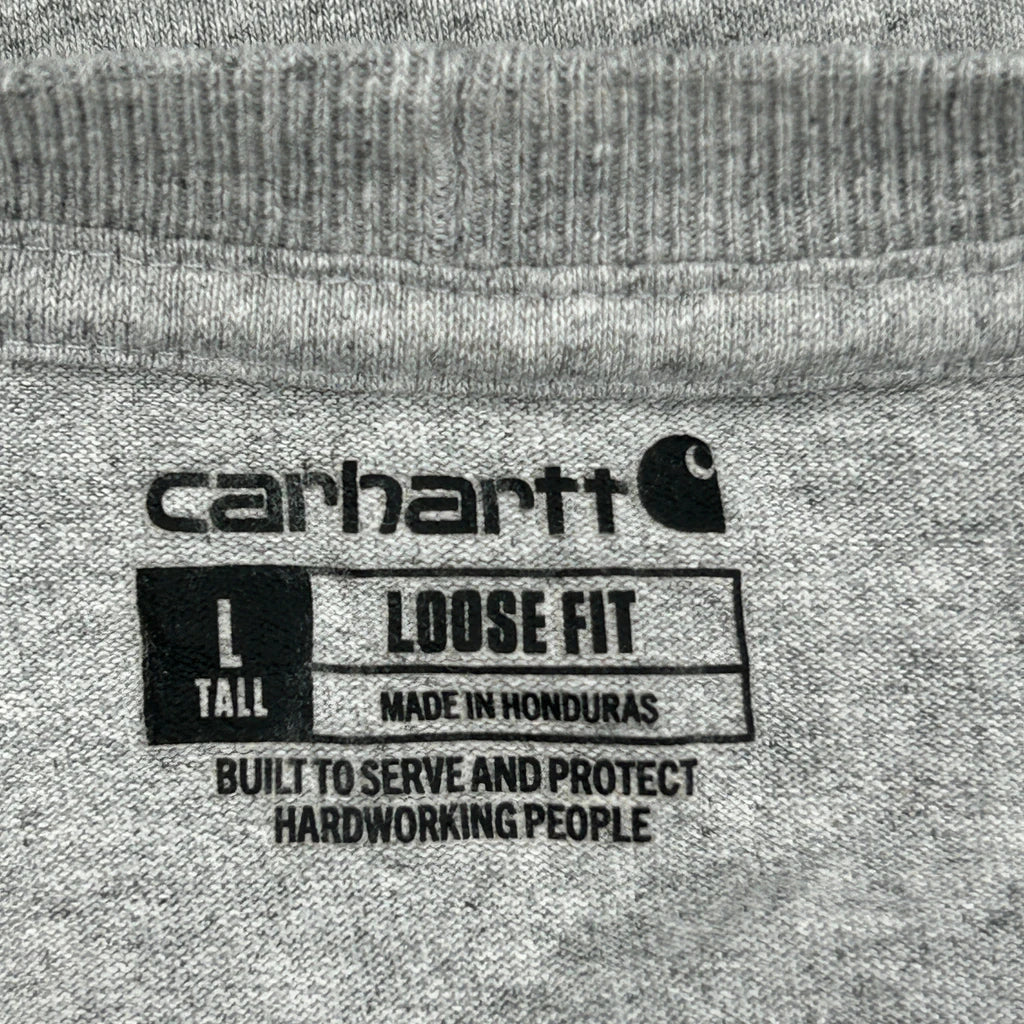 carhartt
L
TALL
LOOSE FIT
MADE IN HONDURAS
BUILT TO SERVE AND PROTECT
HARDWORKING PEOPLE